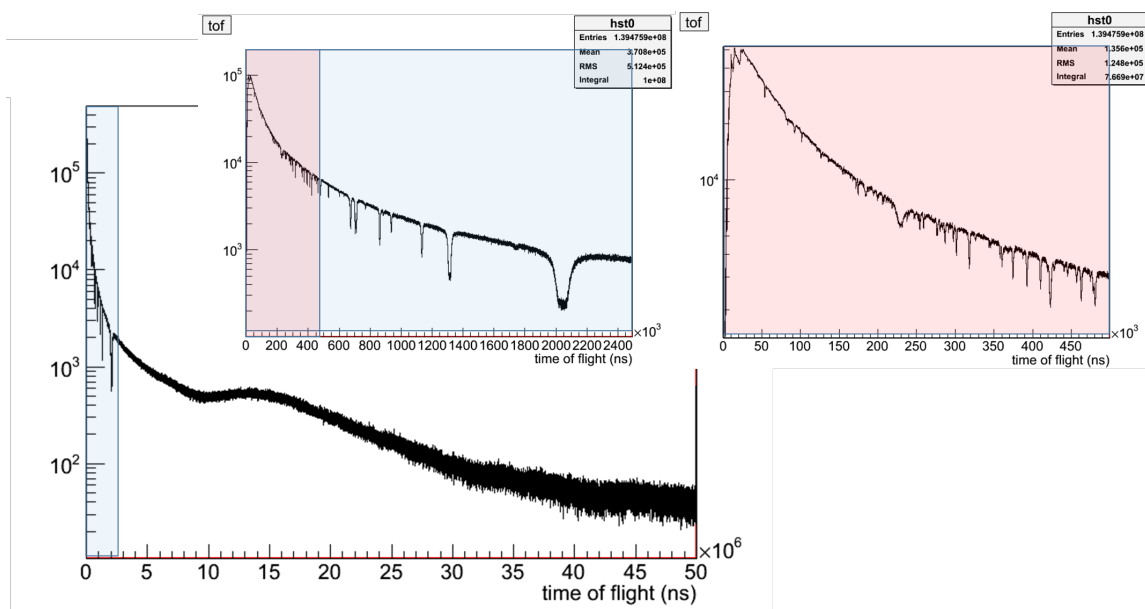 tof
hst0
Entries 1.394759e+08
Mean 3.708e+05
RMS 5.124e+05
Integral 1e+08
10^5
10^4
10^3
0 200 400 600 800 1000 1200 1400 1600 1800 2000 2200 2400
×10^3
time of flight (ns)
tof
hst0
Entries 1.394759e+08
Mean 1.356e+05
RMS 1.248e+05
Integral 7.669e+07
10^4
0 50 100 150 200 250 300 350 400 450
×10^3
time of flight (ns)
10^5
10^4
10^3
10^2
0 5 10 15 20 25 30 35 40 45 50
×10^6
time of flight (ns)